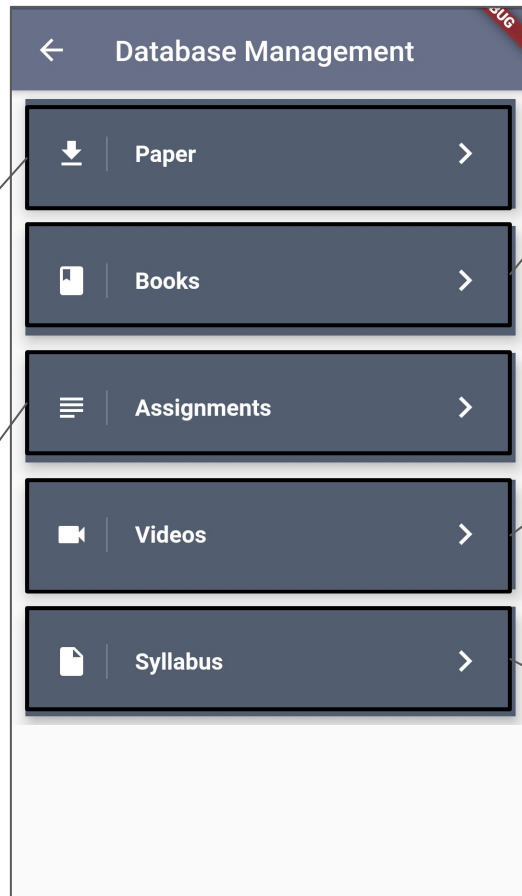 Database Management
Paper
Books
Assignments
Videos
Syllabus